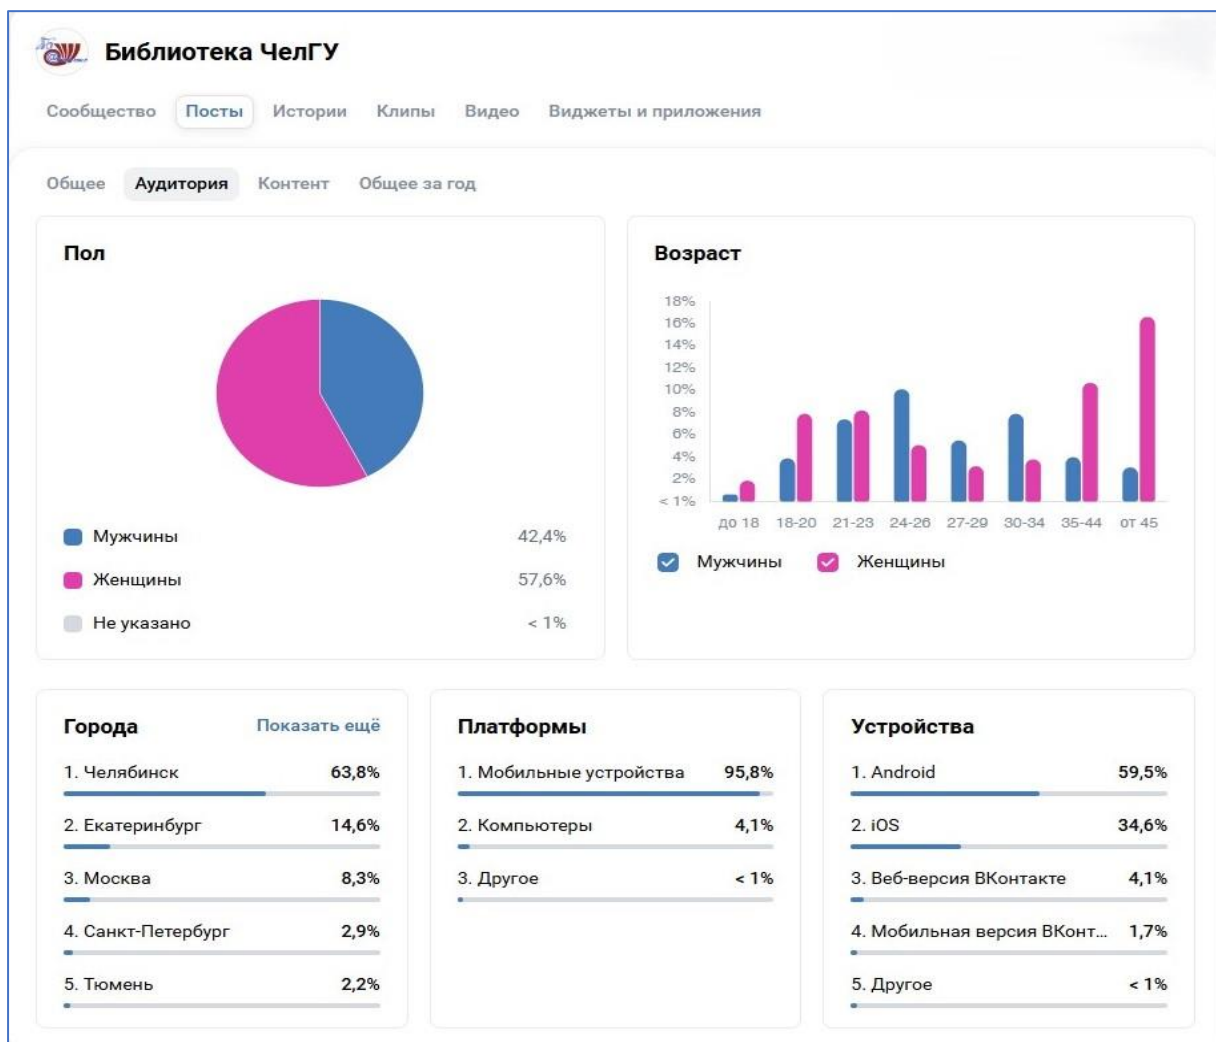 Библиотека ЧелГУ
Сообщество Посты Истории Клипы Видео Виджеты и приложения
Общее Аудитория Контент Общее за год
Пол
Мужчины 42,4%
Женщины 57,6%
Не указано < 1%
Возраст
18%
16%
14%
12%
10%
8%
6%
4%
2%
< 1%
до 18 18-20 21-23 24-26 27-29 30-34 35-44 от 45
Мужчины Женщины
Города Показать ещё
1. Челябинск 63,8%
2. Екатеринбург 14,6%
3. Москва 8,3%
4. Санкт-Петербург 2,9%
5. Тюмень 2,2%
Платформы
1. Мобильные устройства 95,8%
2. Компьютеры 4,1%
3. Другое < 1%
Устройства
1. Android 59,5%
2. iOS 34,6%
3. Веб-версия ВКонтакте 4,1%
4. Мобильная версия ВКонт... 1,7%
5. Другое < 1%